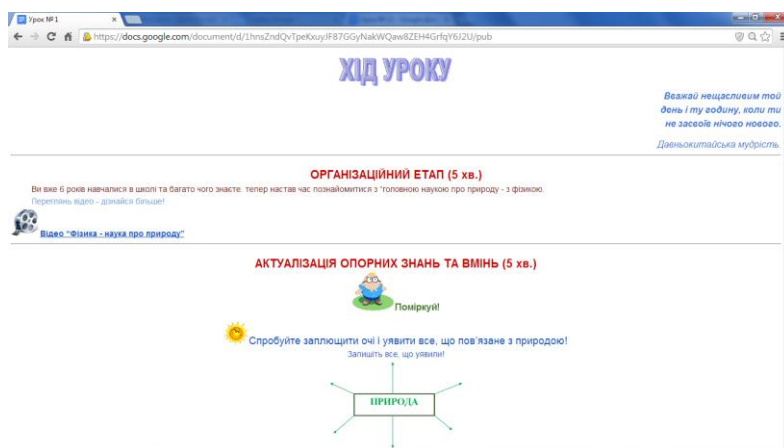 Урок № 1
https://docs.google.com/document/d/1hnsZndQvTpeKxuyJF87GGyNakWQaw8ZEH4GrfqY6J2U/pub
ХІД УРОКУ
Вважай нещасливим той
день і ту годину, коли ти
не засвоїв нічого нового.
Давньокитайська мудрість.
ОРГАНІЗАЦІЙНИЙ ЕТАП (5 хв.)
Ви вже 6 років навчалися в школі та багато чого знаєте. тепер настав час познайомитися з "головною наукою про природу - з фізикою.
Переглянь відео - дізнайся більше!
Відео "Фізика - наука про природу"
АКТУАЛІЗАЦІЯ ОПОРНИХ ЗНАНЬ ТА ВМІНЬ (5 хв.)
Поміркуй!
Спробуйте заплющити очі і уявити все, що пов'язане з природою!
Запишіть все, що уявили!
ПРИРОДА